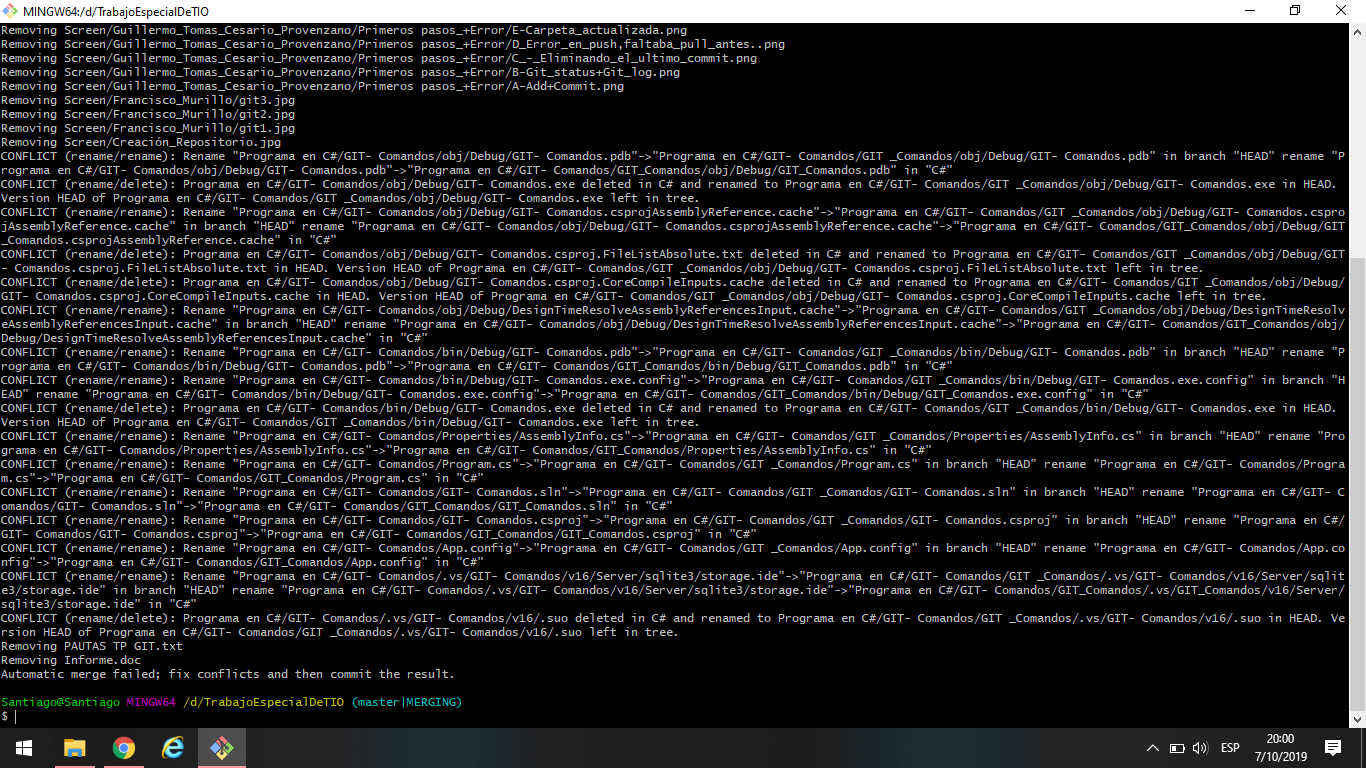 MINGW64:/d/TrabajoEspecialDeTIO
Removing Screen/Guillermo_Tomas_Cesario_Provenzano/Primeros pasos_+Error/E-Carpeta_actualizada.png
Removing Screen/Guillermo_Tomas_Cesario_Provenzano/Primeros pasos_+Error/D_Error_en_push,faltaba_pull_antes..png
Removing Screen/Guillermo_Tomas_Cesario_Provenzano/Primeros pasos_+Error/C_-_Eliminando_el_ultimo_commit.png
Removing Screen/Guillermo_Tomas_Cesario_Provenzano/Primeros pasos_+Error/B-Git_status+Git_log.png
Removing Screen/Guillermo_Tomas_Cesario_Provenzano/Primeros pasos_+Error/A-Add+Commit.png
Removing Screen/Francisco_Murillo/git3.jpg
Removing Screen/Francisco_Murillo/git2.jpg
Removing Screen/Francisco_Murillo/git1.jpg
Removing Screen/Creación_Repositorio.jpg
CONFLICT (rename/rename): Rename "Programa en C#/GIT- Comandos/obj/Debug/GIT- Comandos.pdb"->"Programa en C#/GIT- Comandos/GIT _Comandos/obj/Debug/GIT- Comandos.pdb" in branch "HEAD" rename "P
rograma en C#/GIT- Comandos/obj/Debug/GIT- Comandos.pdb"->"Programa en C#/GIT- Comandos/GIT_Comandos/obj/Debug/GIT_Comandos.pdb" in "C#"
CONFLICT (rename/delete): Programa en C#/GIT- Comandos/obj/Debug/GIT- Comandos.exe deleted in C# and renamed to Programa en C#/GIT- Comandos/GIT _Comandos/obj/Debug/GIT- Comandos.exe in HEAD.
Version HEAD of Programa en C#/GIT- Comandos/GIT _Comandos/obj/Debug/GIT- Comandos.exe left in tree.
CONFLICT (rename/rename): Rename "Programa en C#/GIT- Comandos/obj/Debug/GIT- Comandos.csprojAssemblyReference.cache"->"Programa en C#/GIT- Comandos/GIT _Comandos/obj/Debug/GIT- Comandos.cspro
jAssemblyReference.cache" in branch "HEAD" rename "Programa en C#/GIT- Comandos/obj/Debug/GIT- Comandos.csprojAssemblyReference.cache"->"Programa en C#/GIT- Comandos/GIT_Comandos/obj/Debug/GIT
_Comandos.csprojAssemblyReference.cache" in "C#"
CONFLICT (rename/delete): Programa en C#/GIT- Comandos/obj/Debug/GIT- Comandos.csproj.FileListAbsolute.txt deleted in C# and renamed to Programa en C#/GIT- Comandos/GIT _Comandos/obj/Debug/GIT
- Comandos.csproj.FileListAbsolute.txt in HEAD. Version HEAD of Programa en C#/GIT- Comandos/GIT _Comandos/obj/Debug/GIT- Comandos.csproj.FileListAbsolute.txt left in tree.
CONFLICT (rename/delete): Programa en C#/GIT- Comandos/obj/Debug/GIT- Comandos.csproj.CoreCompileInputs.cache deleted in C# and renamed to Programa en C#/GIT- Comandos/GIT _Comandos/obj/Debug/
GIT- Comandos.csproj.CoreCompileInputs.cache in HEAD. Version HEAD of Programa en C#/GIT- Comandos/GIT _Comandos/obj/Debug/GIT- Comandos.csproj.CoreCompileInputs.cache left in tree.
CONFLICT (rename/rename): Rename "Programa en C#/GIT- Comandos/obj/Debug/DesignTimeResolveAssemblyReferencesInput.cache"->"Programa en C#/GIT- Comandos/GIT _Comandos/obj/Debug/DesignTimeResolv
eAssemblyReferencesInput.cache" in branch "HEAD" rename "Programa en C#/GIT- Comandos/obj/Debug/DesignTimeResolveAssemblyReferencesInput.cache"->"Programa en C#/GIT- Comandos/GIT_Comandos/obj/
Debug/DesignTimeResolveAssemblyReferencesInput.cache" in "C#"
CONFLICT (rename/rename): Rename "Programa en C#/GIT- Comandos/bin/Debug/GIT- Comandos.pdb"->"Programa en C#/GIT- Comandos/GIT _Comandos/bin/Debug/GIT- Comandos.pdb" in branch "HEAD" rename "P
rograma en C#/GIT- Comandos/bin/Debug/GIT- Comandos.pdb"->"Programa en C#/GIT- Comandos/GIT_Comandos/bin/Debug/GIT_Comandos.pdb" in "C#"
CONFLICT (rename/rename): Rename "Programa en C#/GIT- Comandos/bin/Debug/GIT- Comandos.exe.config"->"Programa en C#/GIT- Comandos/GIT _Comandos/bin/Debug/GIT- Comandos.exe.config" in branch "H
EAD" rename "Programa en C#/GIT- Comandos/bin/Debug/GIT- Comandos.exe.config"->"Programa en C#/GIT- Comandos/GIT_Comandos/bin/Debug/GIT_Comandos.exe.config" in "C#"
CONFLICT (rename/delete): Programa en C#/GIT- Comandos/bin/Debug/GIT- Comandos.exe deleted in C# and renamed to Programa en C#/GIT- Comandos/GIT _Comandos/bin/Debug/GIT- Comandos.exe in HEAD.
Version HEAD of Programa en C#/GIT- Comandos/GIT _Comandos/bin/Debug/GIT- Comandos.exe left in tree.
CONFLICT (rename/rename): Rename "Programa en C#/GIT- Comandos/Properties/AssemblyInfo.cs"->"Programa en C#/GIT- Comandos/GIT _Comandos/Properties/AssemblyInfo.cs" in branch "HEAD" rename "Pro
grama en C#/GIT- Comandos/Properties/AssemblyInfo.cs"->"Programa en C#/GIT- Comandos/GIT_Comandos/Properties/AssemblyInfo.cs" in "C#"
CONFLICT (rename/rename): Rename "Programa en C#/GIT- Comandos/Program.cs"->"Programa en C#/GIT- Comandos/GIT _Comandos/Program.cs" in branch "HEAD" rename "Programa en C#/GIT- Comandos/Progra
m.cs"->"Programa en C#/GIT- Comandos/GIT_Comandos/Program.cs" in "C#"
CONFLICT (rename/rename): Rename "Programa en C#/GIT- Comandos/GIT- Comandos.sln"->"Programa en C#/GIT- Comandos/GIT _Comandos/GIT- Comandos.sln" in branch "HEAD" rename "Programa en C#/GIT- C
omandos/GIT- Comandos.sln"->"Programa en C#/GIT- Comandos/GIT_Comandos/GIT_Comandos.sln" in "C#"
CONFLICT (rename/rename): Rename "Programa en C#/GIT- Comandos/GIT- Comandos.csproj"->"Programa en C#/GIT- Comandos/GIT _Comandos/GIT- Comandos.csproj" in branch "HEAD" rename "Programa en C#/
GIT- Comandos/GIT- Comandos.csproj"->"Programa en C#/GIT- Comandos/GIT_Comandos/GIT_Comandos.csproj" in "C#"
CONFLICT (rename/rename): Rename "Programa en C#/GIT- Comandos/App.config"->"Programa en C#/GIT- Comandos/GIT _Comandos/App.config" in branch "HEAD" rename "Programa en C#/GIT- Comandos/App.co
nfig"->"Programa en C#/GIT- Comandos/GIT_Comandos/App.config" in "C#"
CONFLICT (rename/rename): Rename "Programa en C#/GIT- Comandos/.vs/GIT- Comandos/v16/Server/sqlite3/storage.ide"->"Programa en C#/GIT- Comandos/GIT _Comandos/.vs/GIT- Comandos/v16/Server/sqlit
e3/storage.ide" in branch "HEAD" rename "Programa en C#/GIT- Comandos/.vs/GIT- Comandos/v16/Server/sqlite3/storage.ide"->"Programa en C#/GIT- Comandos/GIT_Comandos/.vs/GIT_Comandos/v16/Server/
sqlite3/storage.ide" in "C#"
CONFLICT (rename/delete): Programa en C#/GIT- Comandos/.vs/GIT- Comandos/v16/.suo deleted in C# and renamed to Programa en C#/GIT- Comandos/GIT _Comandos/.vs/GIT- Comandos/v16/.suo in HEAD. Ve
rsion HEAD of Programa en C#/GIT- Comandos/GIT _Comandos/.vs/GIT- Comandos/v16/.suo left in tree.
Removing PAUTAS TP GIT.txt
Removing Informe.doc
Automatic merge failed; fix conflicts and then commit the result.
Santiago@Santiago MINGW64 /d/TrabajoEspecialDeTIO (master|MERGING)
$
ESP
20:00
7/10/2019